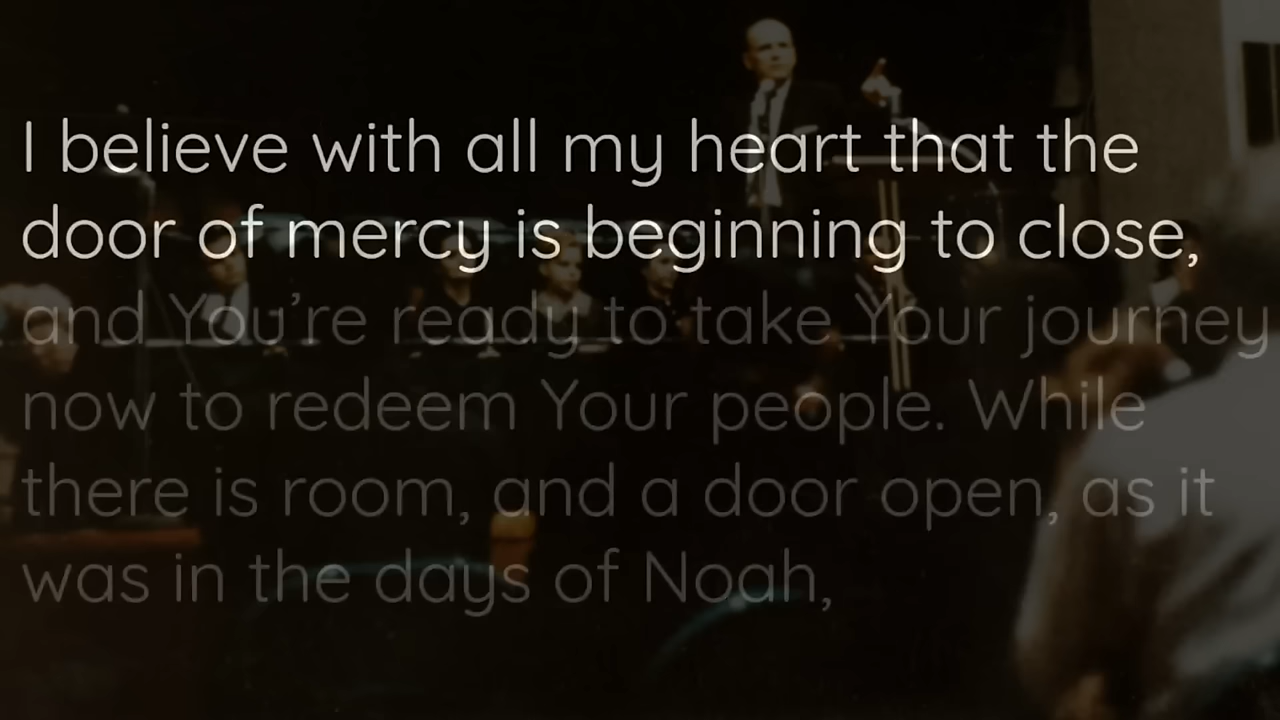 I believe with all my heart that the
door of mercy is beginning to close,
and You’re ready to take Your journey
now to redeem Your people. While
there is room, and a door open, as it
was in the days of Noah,